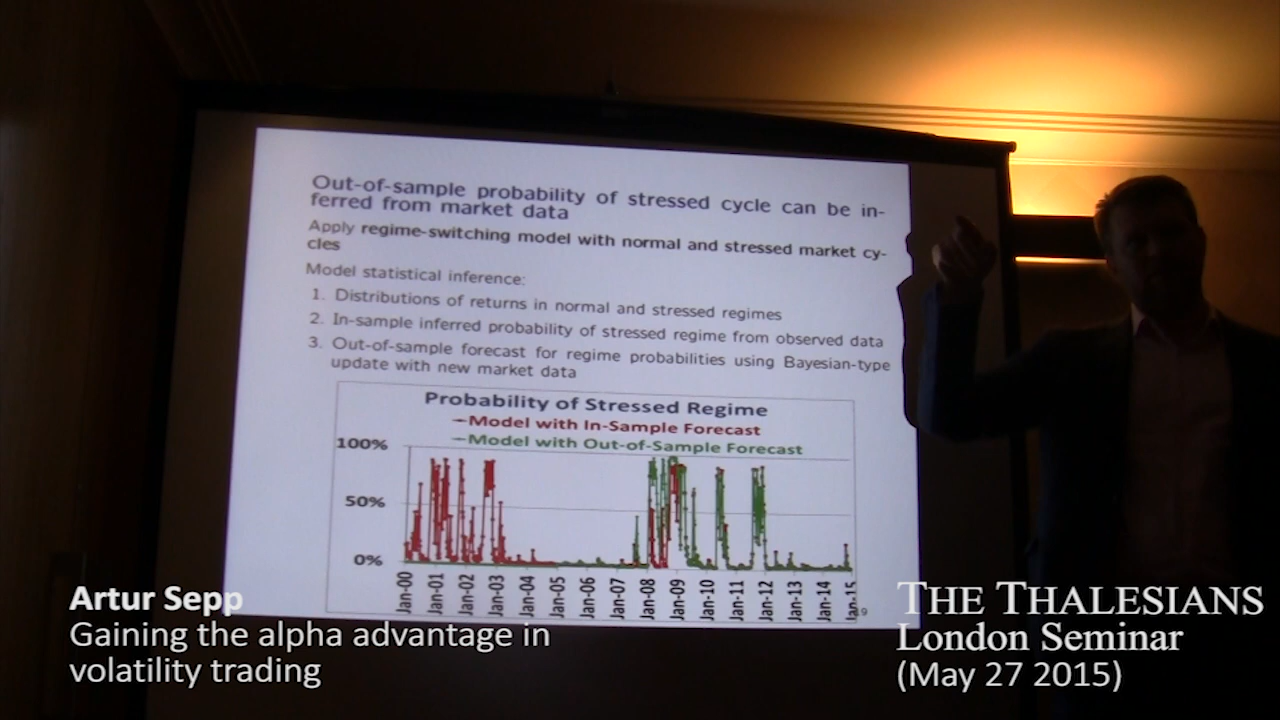 Out-of-sample probability of stressed cycle can be in-
ferred from market data
Apply regime-switching model with normal and stressed market cy-
cles
Model statistical inference:
1. Distributions of returns in normal and stressed regimes
2. In-sample inferred probability of stressed regime from observed data
3. Out-of-sample forecast for regime probabilities using Bayesian-type
update with new market data
Probability of Stressed Regime
Model with In-Sample Forecast
Model with Out-of-Sample Forecast
100%
50%
0%
Jan-00
Jan-01
Jan-02
Jan-03
Jan-04
Jan-05
Jan-06
Jan-07
Jan-08
Jan-09
Jan-10
Jan-11
Jan-12
Jan-13
Jan-14
Jan-15
Artur Sepp
Gaining the alpha advantage in
volatility trading
THE THALESIANS
London Seminar
(May 27 2015)